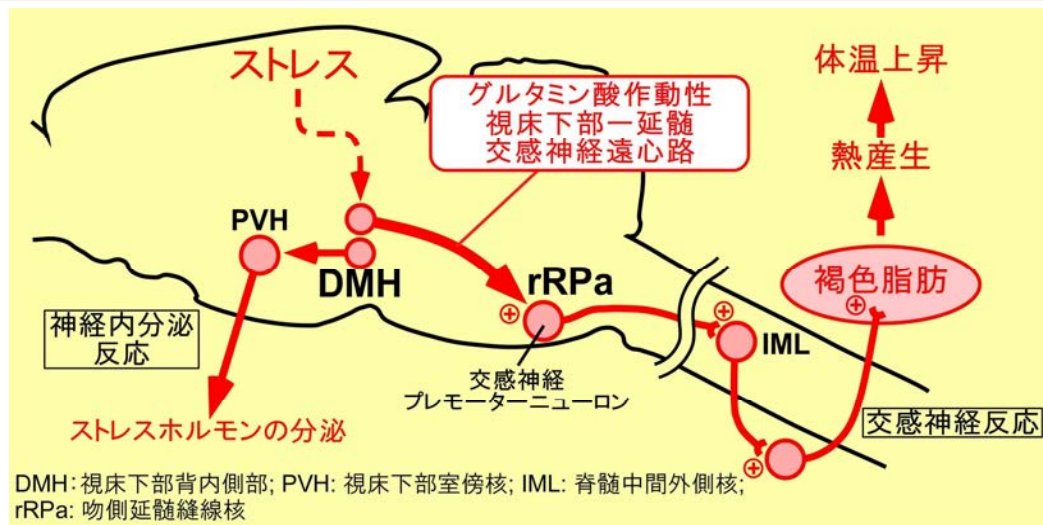 ストレス
グルタミン酸作動性
視床下部ー延髄
交感神経遠心路
体温上昇
熱産生
褐色脂肪
PVH
DMH
rRPa
IML
神経内分泌
反応
交感神経
プレモーターニューロン
ストレスホルモンの分泌
交感神経反応
DMH:視床下部背内側部; PVH: 視床下部室傍核; IML: 脊髄中間外側核;
rRPa: 吻側延髄縫線核